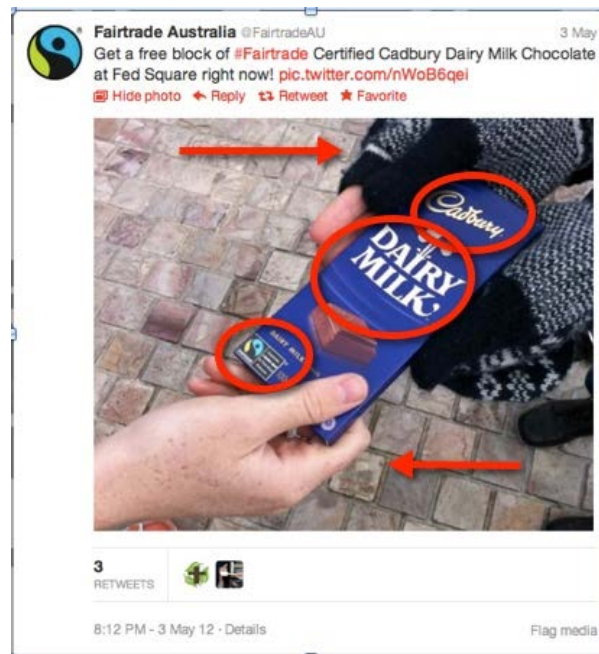 Fairtrade Australia @FairtradeAU 3 May
Get a free block of #Fairtrade Certified Cadbury Dairy Milk Chocolate
at Fed Square right now! pic.twitter.com/nWoB6qei
Hide photo Reply Retweet Favorite
Cadbury
DAIRY
MILK
DAIRY MILK
3
RETWEETS
8:12 PM - 3 May 12 · Details Flag media